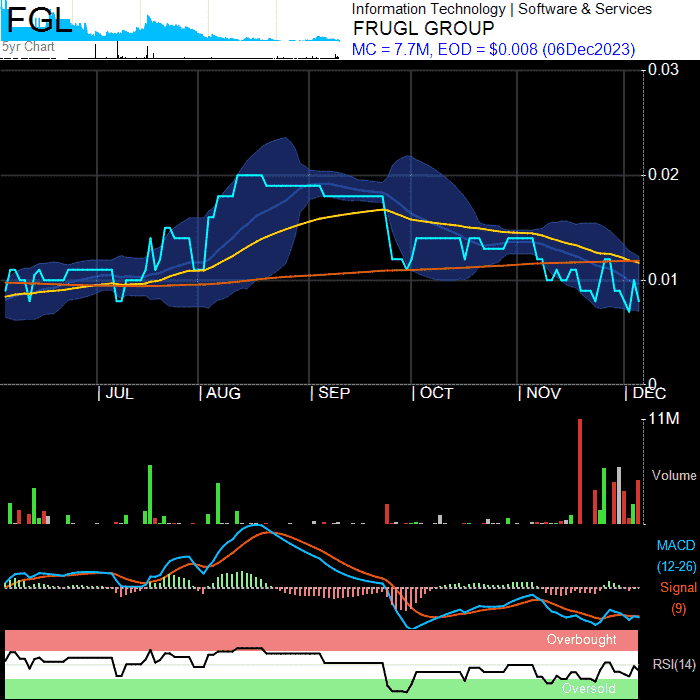 FGL
5yr Chart
Information Technology | Software & Services
FRUGL GROUP
MC = 7.7M, EOD = $0.008 (06Dec2023)
0.03
0.02
0.01
0
| JUL | AUG | SEP | OCT | NOV | DEC
11M
Volume
MACD
(12-26)
Signal
(9)
Overbought
RSI(14)
Oversold